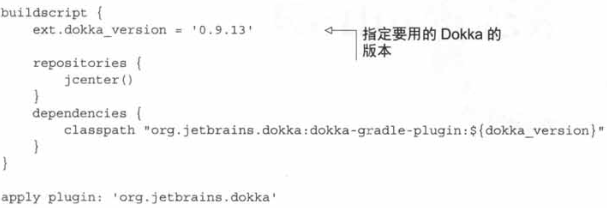 buildscript {
    ext.dokka_version = '0.9.13'
指定要用的 Dokka 的
版本
    repositories {
        jcenter()
    }
    dependencies {
        classpath "org.jetbrains.dokka:dokka-gradle-plugin:${dokka_version}"
    }
}
apply plugin: 'org.jetbrains.dokka'